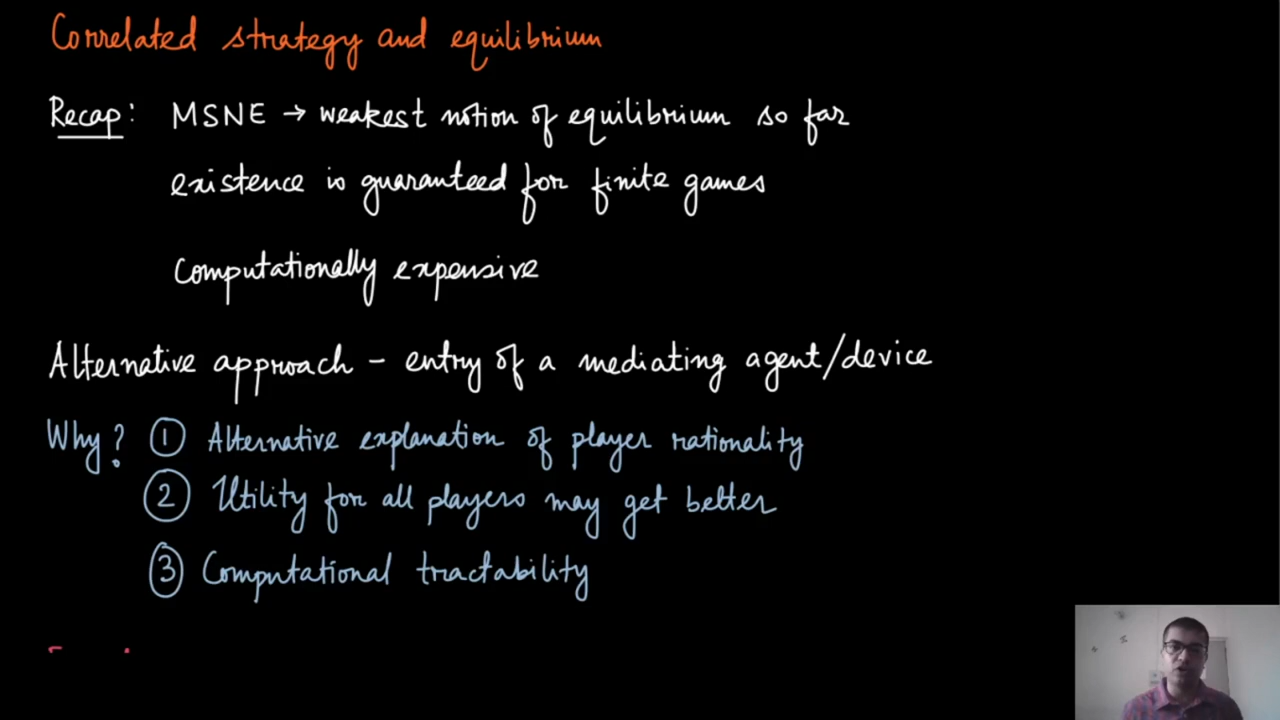 Correlated strategy and equilibrium
Recap: MSNE → weakest notion of equilibrium so far
existence is guaranteed for finite games
Computationally expensive
Alternative approach – entry of a mediating agent/device
Why? ① Alternative explanation of player rationality
② Utility for all players may get better
③ Computational tractability